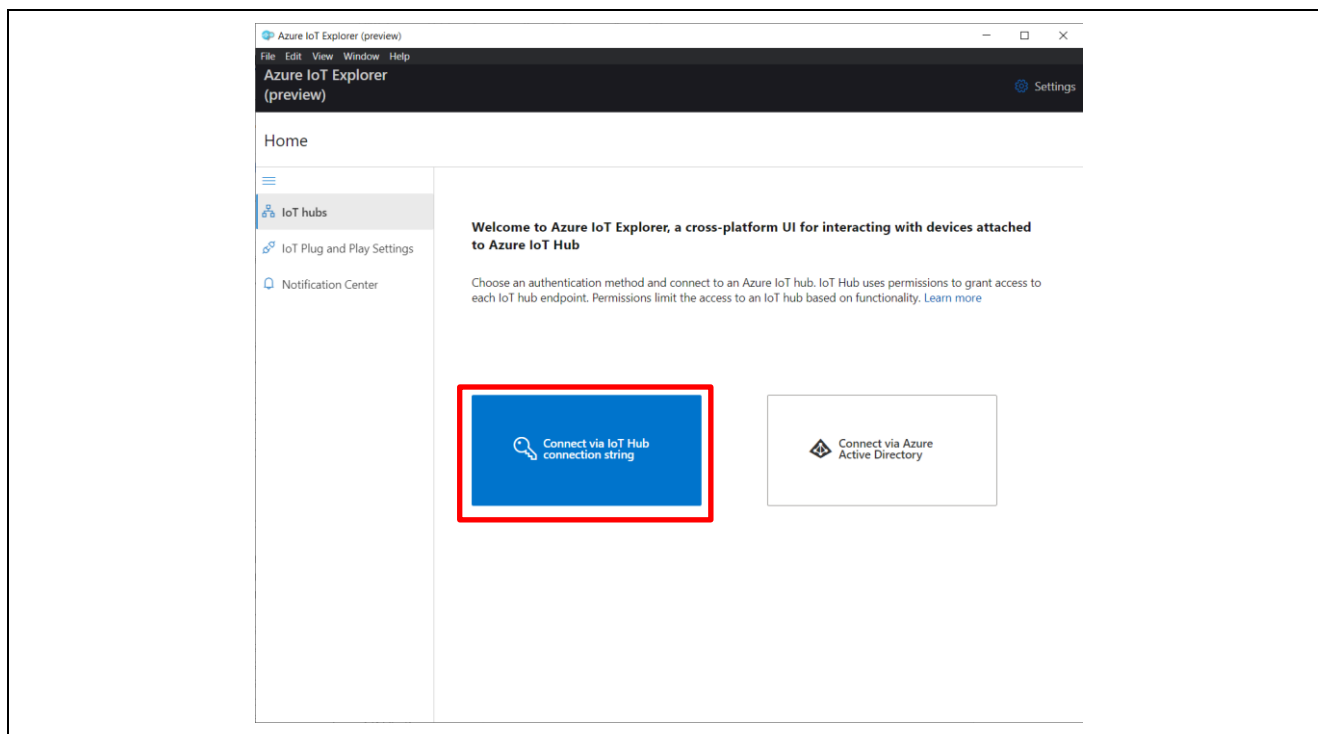 Azure IoT Explorer (preview)
File Edit View Window Help
Azure IoT Explorer
(preview)
Settings
Home
IoT hubs
IoT Plug and Play Settings
Notification Center
Welcome to Azure IoT Explorer, a cross-platform UI for interacting with devices attached
to Azure IoT Hub
Choose an authentication method and connect to an Azure IoT hub. IoT Hub uses permissions to grant access to
each IoT hub endpoint. Permissions limit the access to an IoT hub based on functionality. Learn more
Connect via IoT Hub
connection string
Connect via Azure
Active Directory